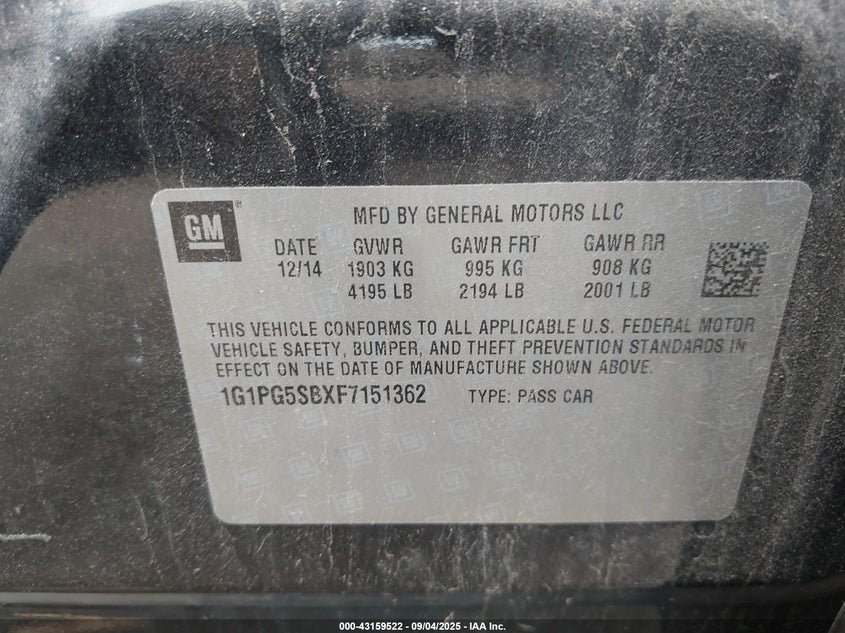 GM
MFD BY GENERAL MOTORS LLC
DATE GVWR GAWR FRT GAWR RR
12/14 1903 KG 995 KG 908 KG
4195 LB 2194 LB 2001 LB
THIS VEHICLE CONFORMS TO ALL APPLICABLE U.S. FEDERAL MOTOR
VEHICLE SAFETY, BUMPER, AND THEFT PREVENTION STANDARDS IN
EFFECT ON THE DATE OF MANUFACTURE SHOWN ABOVE.
1G1PG5SBXF7151362 TYPE: PASS CAR
000-43159522 - 09/04/2025 - IAA Inc.